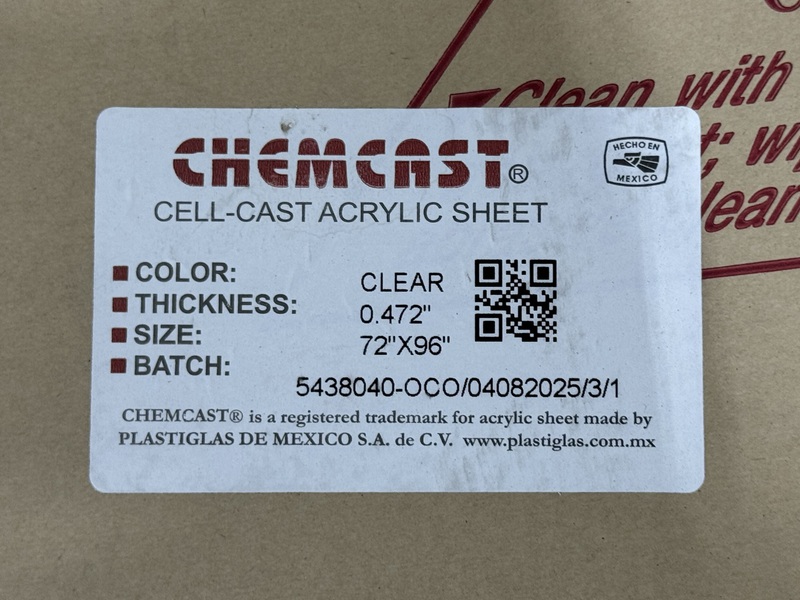 Clean with
t; wi
lean
CHEMCAST®
HECHO EN
MEXICO
CELL-CAST ACRYLIC SHEET
COLOR: CLEAR
THICKNESS: 0.472"
SIZE: 72"X96"
BATCH:
5438040-OCO/04082025/3/1
CHEMCAST® is a registered trademark for acrylic sheet made by
PLASTIGLAS DE MEXICO S.A. de C.V. www.plastiglas.com.mx